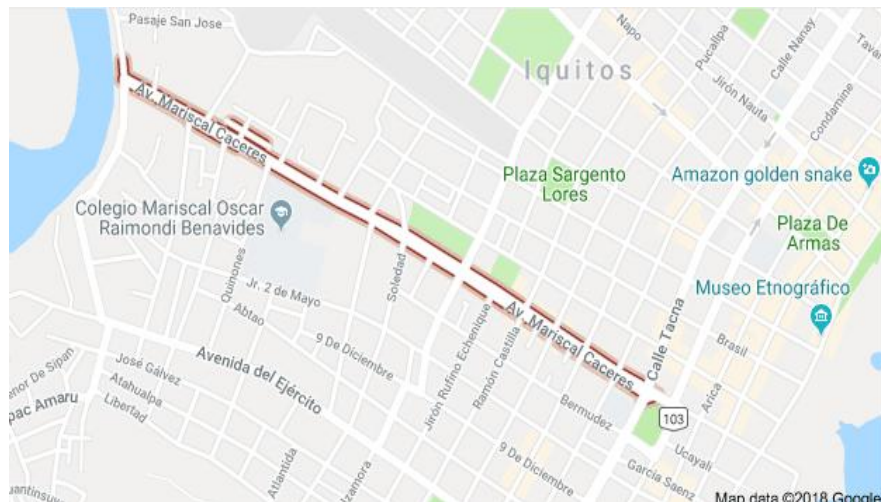 Pasaje San Jose
Napo
Pucallpa
Calle Nanay
Iquitos
Jirón Nauta
Condamine
Av. Mariscal Caceres
Plaza Sargento
Lores
Amazon golden snake
Colegio Mariscal Oscar
Raimondi Benavides
Plaza De
Armas
Museo Etnográfico
Quinones
Soledad
Jr. 2 de Mayo
Abtao
9 De Diciembre
Av. Mariscal Caceres
Calle Tacna
Brasil
Jirón Rufino Echenique
Ramón Castilla
Avenida del Ejército
José Gálvez
Atahualpa
Libertad
Arica
103
Bermudez
Ucayali
9 De Diciembre
García Saenz
Atlantida
Map data ©2018 Google